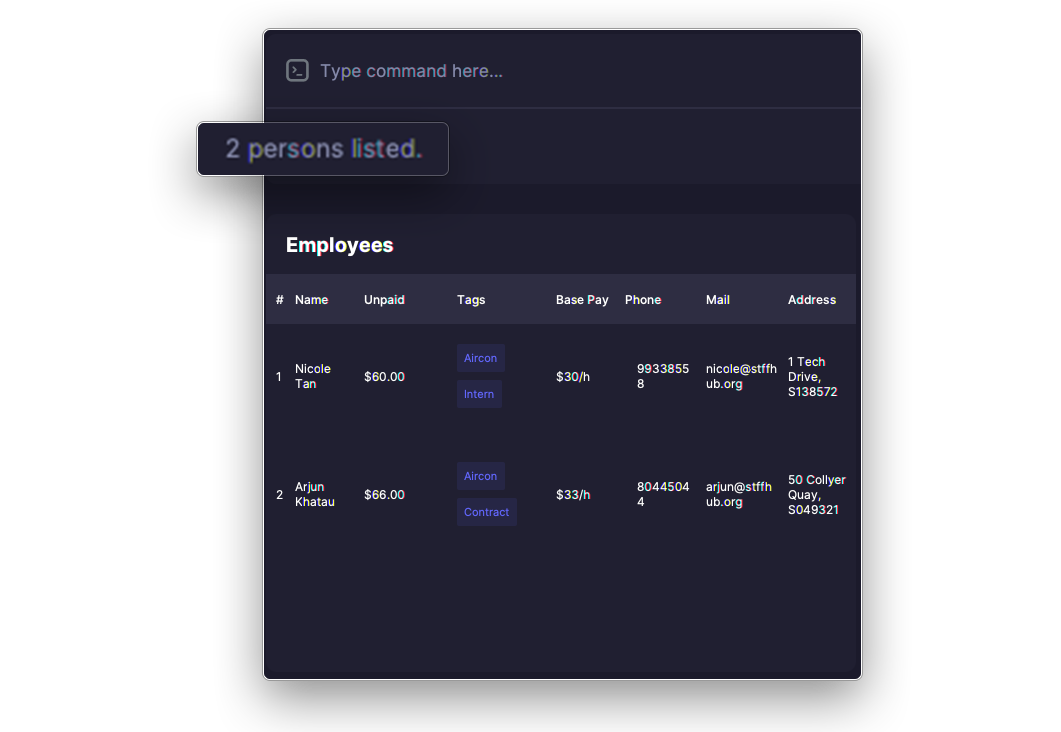 Type command here...
2 persons listed.
Employees
# Name Unpaid Tags Base Pay Phone Mail Address
1 Nicole Tan $60.00 Aircon Intern $30/h 99338558 nicole@stffhub.org 1 Tech Drive, S138572
2 Arjun Khatau $66.00 Aircon Contract $33/h 80445044 arjun@stffhub.org 50 Collyer Quay, S049321